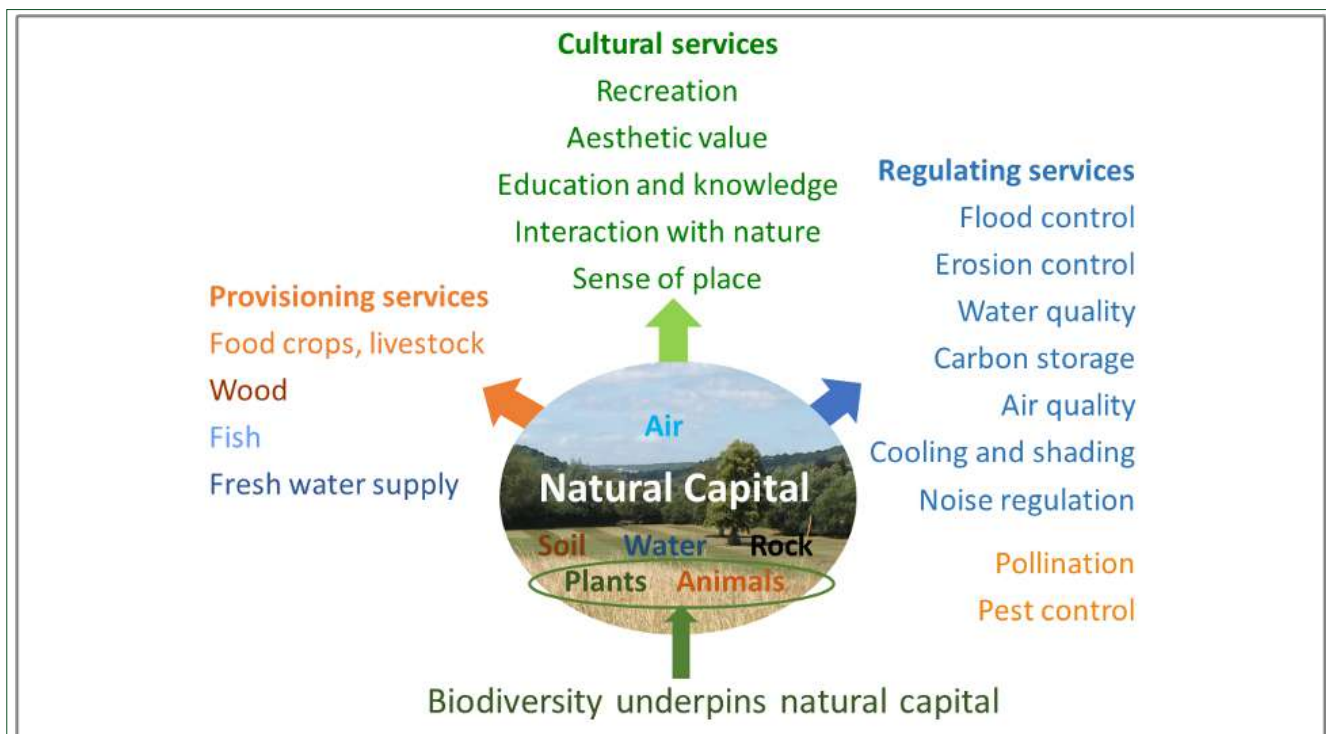 Cultural services
Recreation
Aesthetic value
Education and knowledge
Interaction with nature
Sense of place
Regulating services
Flood control
Erosion control
Water quality
Carbon storage
Air quality
Cooling and shading
Noise regulation
Pollination
Pest control
Provisioning services
Food crops, livestock
Wood
Fish
Fresh water supply
Air
Natural Capital
Soil Water Rock
Plants Animals
Biodiversity underpins natural capital